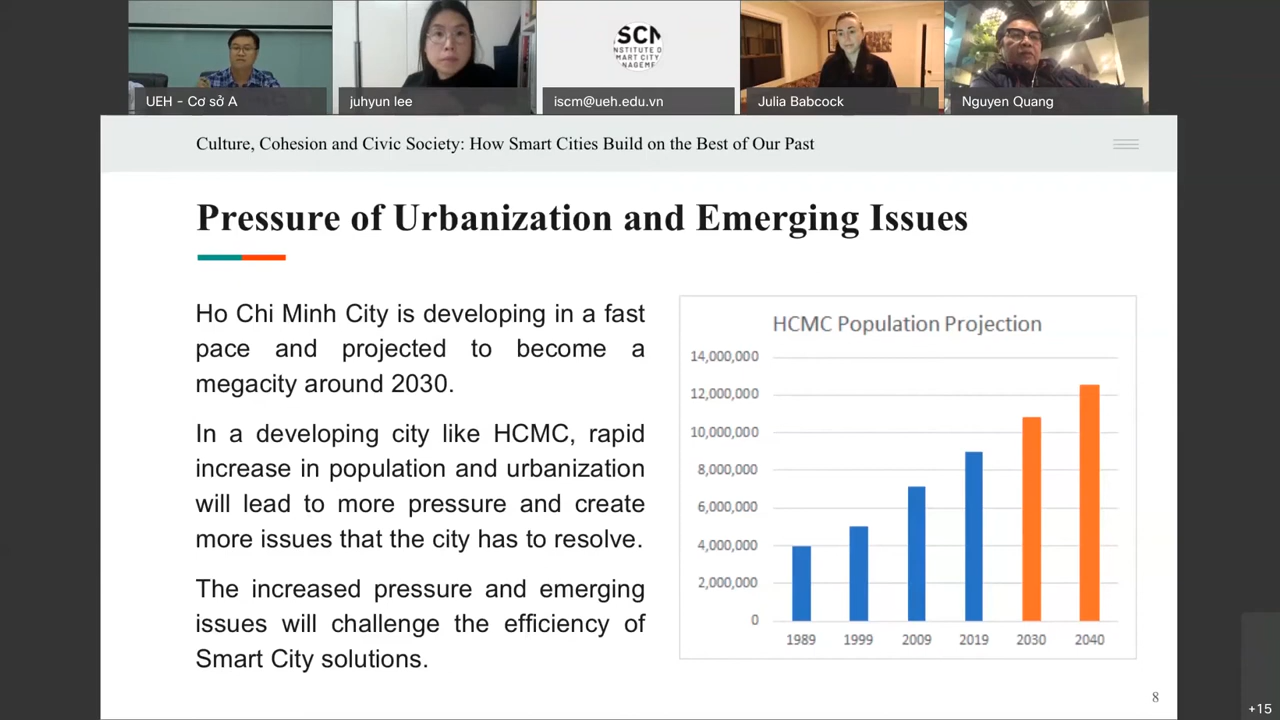 SCN
INSTITUTE O
MART CITY
NAGEM
UEH - Cơ sở A
juhyun lee
iscm@ueh.edu.vn
Julia Babcock
Nguyen Quang
Culture, Cohesion and Civic Society: How Smart Cities Build on the Best of Our Past
Pressure of Urbanization and Emerging Issues
Ho Chi Minh City is developing in a fast
pace and projected to become a
megacity around 2030.
In a developing city like HCMC, rapid
increase in population and urbanization
will lead to more pressure and create
more issues that the city has to resolve.
The increased pressure and emerging
issues will challenge the efficiency of
Smart City solutions.
HCMC Population Projection
14,000,000
12,000,000
10,000,000
8,000,000
6,000,000
4,000,000
2,000,000
0
1989 1999 2009 2019 2030 2040
8
+15